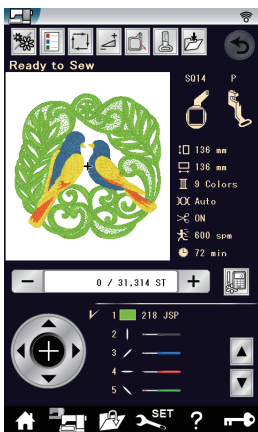 Ready to Sew
SQ14 P
136 mm
136 mm
9 Colors
Auto
ON
600 spm
72 min
− 0 / 31,314 ST +
1 218 JSP
2
3
4
5
SET ?